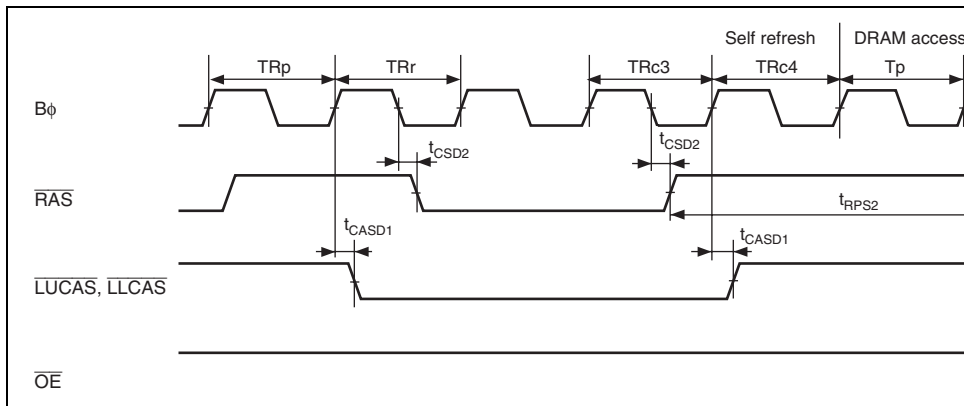 Self refresh DRAM access
TRp TRr TRc3 TRc4 Tp
Bϕ
tCSD2 tCSD2
RAS
tRPS2
tCASD1 tCASD1
LUCAS, LLCAS
OE